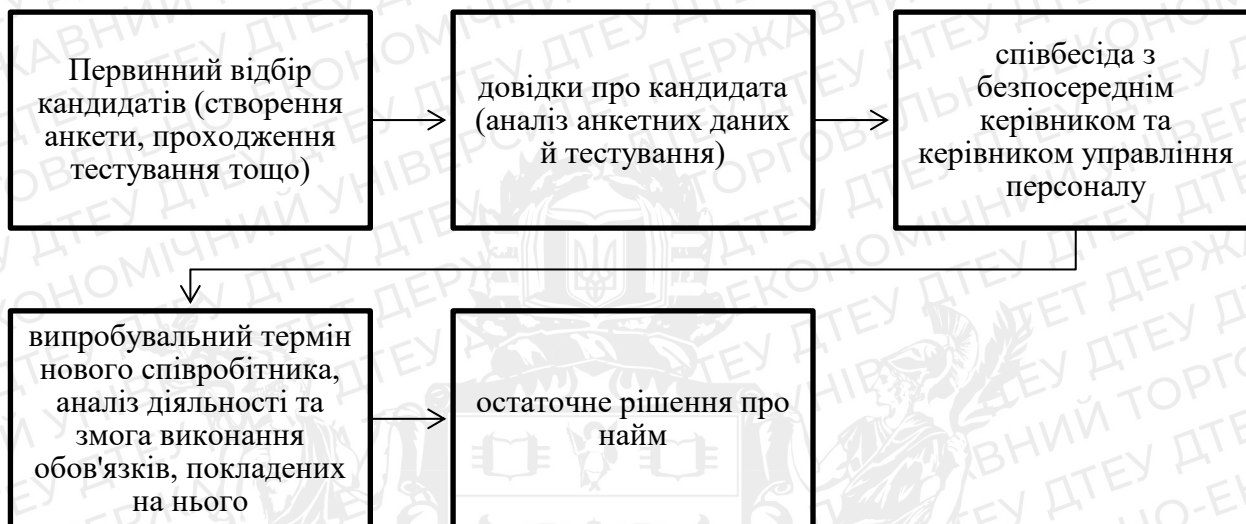 Первинний відбір
кандидатів (створення
анкети, проходження
тестування тощо)
довідки про кандидата
(аналіз анкетних даних
й тестування)
співбесіда з
безпосереднім
керівником та
керівником управління
персоналу
випробувальний термін
нового співробітника,
аналіз діяльності та
змога виконання
обов'язків, покладених
на нього
остаточне рішення про
найм